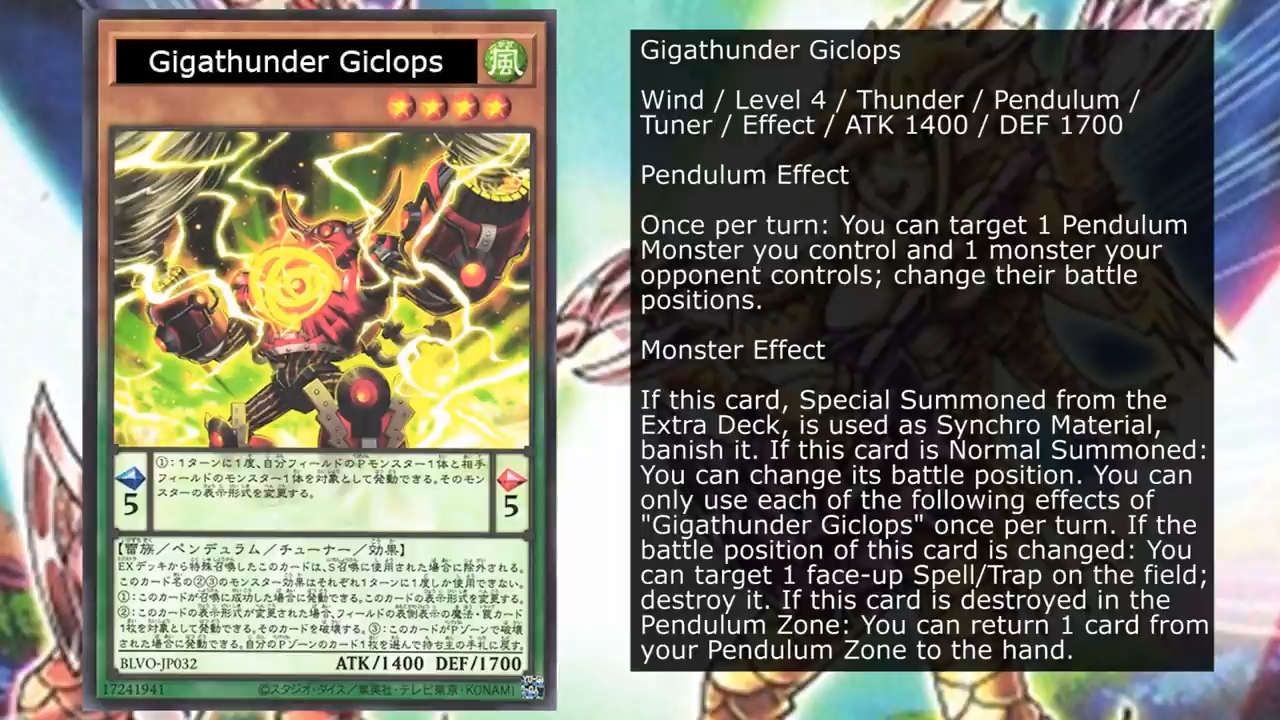 Gigathunder Giclops
風
5
①:1ターンに1度、自分フィールドのPモンスター1体と相手
フィールドのモンスター1体を対象として発動できる。そのモン
スターの表示形式を変更する。
5
【雷族／ペンデュラム／チューナー／効果】
EXデッキから特殊召喚したこのカードは、S召喚に使用された場合に除外される。
このカード名の②③のモンスター効果はそれぞれ1ターンに1度しか使用できない。
①:このカードが召喚に成功した場合に発動できる。このカードの表示形式を変更する。
②:このカードの表示形式が変更された場合、フィールドの表側表示の魔法・罠カード
1枚を対象として発動できる。そのカードを破壊する。③:このカードがPゾーンで破壊
された場合に発動できる。自分のPゾーンのカード1枚を選んで持ち主の手札に戻す。
BLVO-JP032
ATK/1400 DEF/1700
17241941
©スタジオ・ダイス／集英社・テレビ東京・KONAMI
Gigathunder Giclops
Wind / Level 4 / Thunder / Pendulum /
Tuner / Effect / ATK 1400 / DEF 1700
Pendulum Effect
Once per turn: You can target 1 Pendulum
Monster you control and 1 monster your
opponent controls; change their battle
positions.
Monster Effect
If this card, Special Summoned from the
Extra Deck, is used as Synchro Material,
banish it. If this card is Normal Summoned:
You can change its battle position. You can
only use each of the following effects of
"Gigathunder Giclops" once per turn. If the
battle position of this card is changed: You
can target 1 face-up Spell/Trap on the field;
destroy it. If this card is destroyed in the
Pendulum Zone: You can return 1 card from
your Pendulum Zone to the hand.